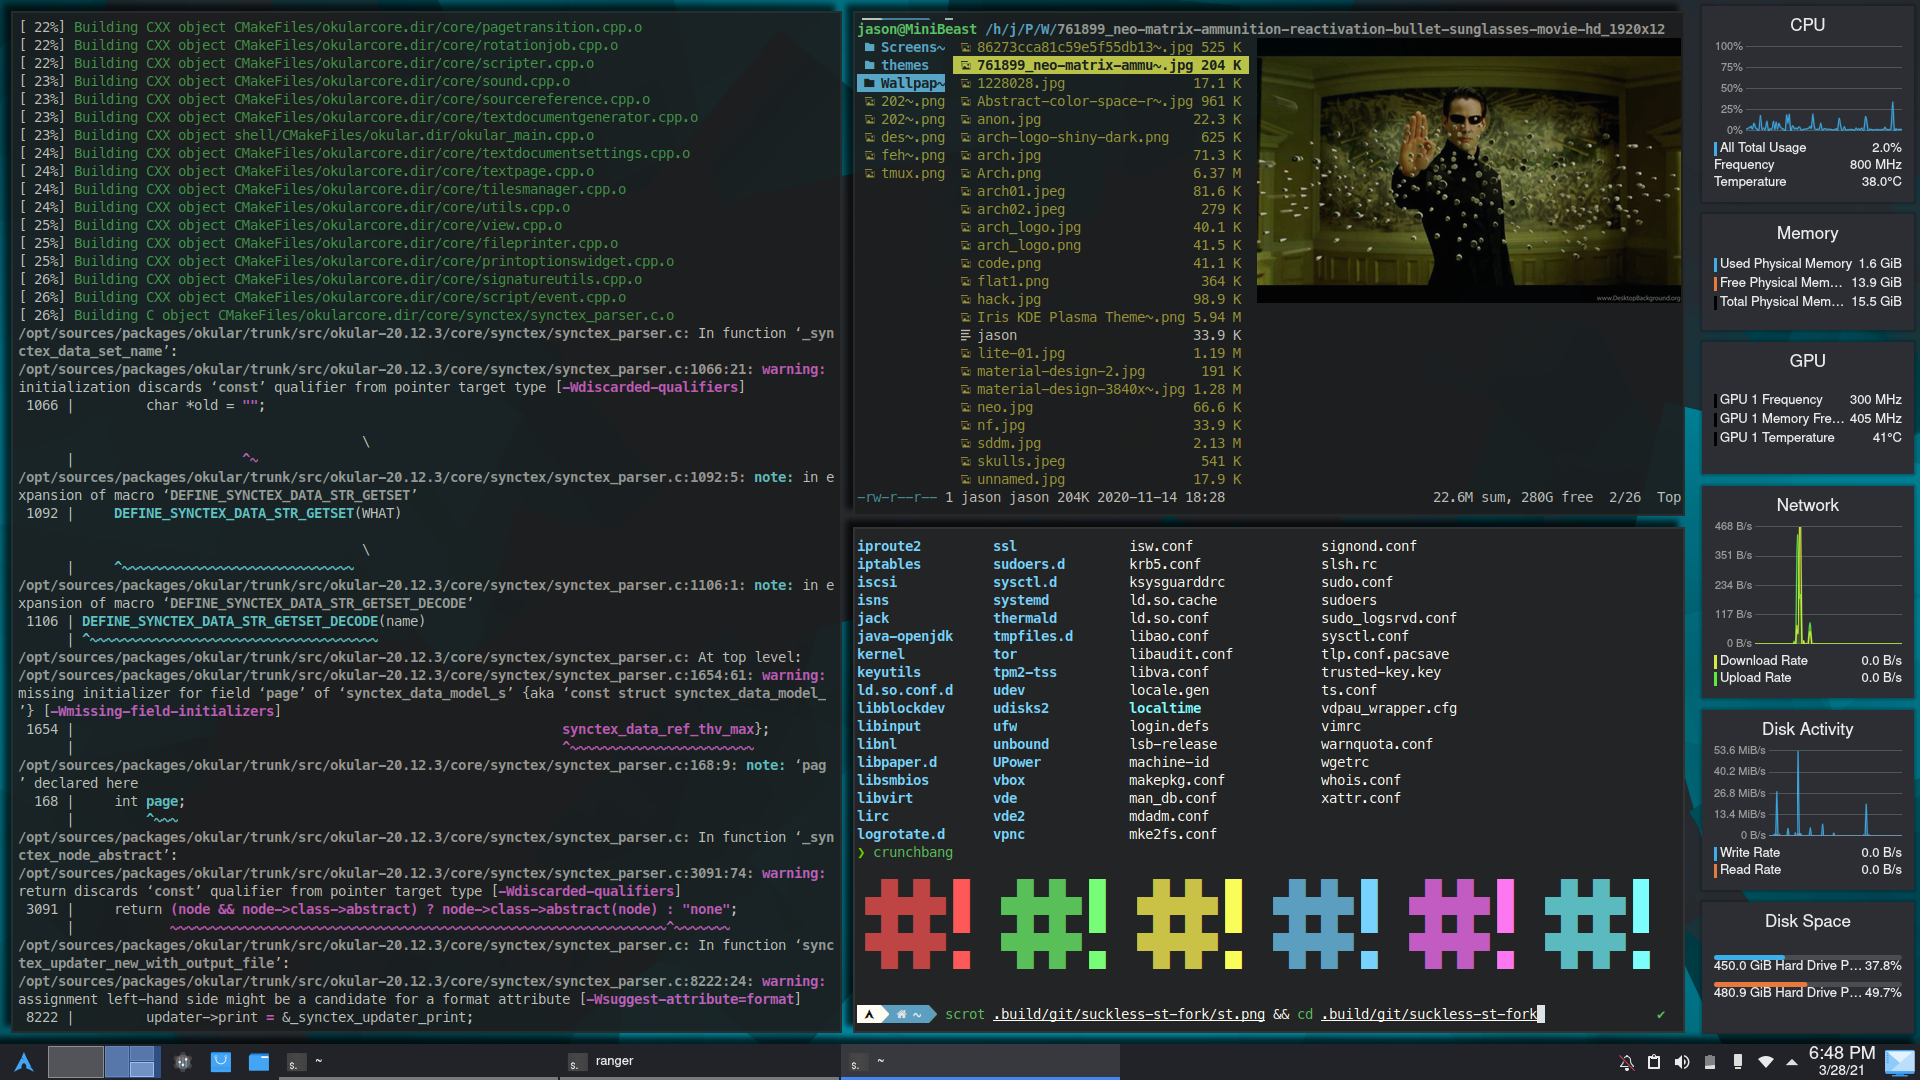 [ 22%] Building CXX object CMakeFiles/okularcore.dir/core/pagetransition.cpp.o
[ 22%] Building CXX object CMakeFiles/okularcore.dir/core/rotationjob.cpp.o
[ 22%] Building CXX object CMakeFiles/okularcore.dir/core/scripter.cpp.o
[ 23%] Building CXX object CMakeFiles/okularcore.dir/core/sound.cpp.o
[ 23%] Building CXX object CMakeFiles/okularcore.dir/core/sourcereference.cpp.o
[ 23%] Building CXX object CMakeFiles/okularcore.dir/core/textdocumentgenerator.cpp.o
[ 23%] Building CXX object shell/CMakeFiles/okular.dir/okular_main.cpp.o
[ 24%] Building CXX object CMakeFiles/okularcore.dir/core/textdocumentsettings.cpp.o
[ 24%] Building CXX object CMakeFiles/okularcore.dir/core/textpage.cpp.o
[ 24%] Building CXX object CMakeFiles/okularcore.dir/core/tilesmanager.cpp.o
[ 24%] Building CXX object CMakeFiles/okularcore.dir/core/utils.cpp.o
[ 25%] Building CXX object CMakeFiles/okularcore.dir/core/view.cpp.o
[ 25%] Building CXX object CMakeFiles/okularcore.dir/core/fileprinter.cpp.o
[ 25%] Building CXX object CMakeFiles/okularcore.dir/core/printoptionswidget.cpp.o
[ 26%] Building CXX object CMakeFiles/okularcore.dir/core/signatureutils.cpp.o
[ 26%] Building CXX object CMakeFiles/okularcore.dir/core/script/event.cpp.o
[ 26%] Building C object CMakeFiles/okularcore.dir/core/synctex/synctex_parser.c.o
/opt/sources/packages/okular/trunk/src/okular-20.12.3/core/synctex/synctex_parser.c: In function ‘_syn
ctex_data_set_name’:
/opt/sources/packages/okular/trunk/src/okular-20.12.3/core/synctex/synctex_parser.c:1066:21: warning:
initialization discards ‘const’ qualifier from pointer target type [-Wdiscarded-qualifiers]
1066 |         char *old = "";
\
|                     ^~
/opt/sources/packages/okular/trunk/src/okular-20.12.3/core/synctex/synctex_parser.c:1092:5: note: in e
xpansion of macro ‘DEFINE_SYNCTEX_DATA_STR_GETSET’
1092 |     DEFINE_SYNCTEX_DATA_STR_GETSET(WHAT)
\
|     ^~~~~~~~~~~~~~~~~~~~~~~~~~~~~~
/opt/sources/packages/okular/trunk/src/okular-20.12.3/core/synctex/synctex_parser.c:1106:1: note: in e
xpansion of macro ‘DEFINE_SYNCTEX_DATA_STR_GETSET_DECODE’
1106 | DEFINE_SYNCTEX_DATA_STR_GETSET_DECODE(name)
| ^~~~~~~~~~~~~~~~~~~~~~~~~~~~~~~~~~~~~
/opt/sources/packages/okular/trunk/src/okular-20.12.3/core/synctex/synctex_parser.c: At top level:
/opt/sources/packages/okular/trunk/src/okular-20.12.3/core/synctex/synctex_parser.c:1654:61: warning:
missing initializer for field ‘page’ of ‘synctex_data_model_s’ {aka ‘const struct synctex_data_model_
’} [-Wmissing-field-initializers]
1654 |                                                             synctex_data_ref_thv_max};
|                                                             ^~~~~~~~~~~~~~~~~~~~~~~~
/opt/sources/packages/okular/trunk/src/okular-20.12.3/core/synctex/synctex_parser.c:168:9: note: ‘pag
’ declared here
168 |     int page;
|         ^~~~
/opt/sources/packages/okular/trunk/src/okular-20.12.3/core/synctex/synctex_parser.c: In function ‘_syn
ctex_node_abstract’:
/opt/sources/packages/okular/trunk/src/okular-20.12.3/core/synctex/synctex_parser.c:3091:74: warning:
return discards ‘const’ qualifier from pointer target type [-Wdiscarded-qualifiers]
3091 |     return (node && node->class->abstract) ? node->class->abstract(node) : "none";
|            ~~~~~~~~~~~~~~~~~~~~~~~~~~~~~~~~~~~~~~~~~~~~~~~~~~~~~~~~~~~~~~^~~~~~~~
/opt/sources/packages/okular/trunk/src/okular-20.12.3/core/synctex/synctex_parser.c: In function ‘sync
tex_updater_new_with_output_file’:
/opt/sources/packages/okular/trunk/src/okular-20.12.3/core/synctex/synctex_parser.c:8222:24: warning:
assignment left-hand side might be a candidate for a format attribute [-Wsuggest-attribute=format]
8222 |         updater->print = &_synctex_updater_print;
jason@MiniBeast /h/j/P/W/761899_neo-matrix-ammunition-reactivation-bullet-sunglasses-movie-hd_1920x12
Screens~ 86273cca81c59e5f55db13~.jpg 525 K
themes 761899_neo-matrix-ammu~.jpg 204 K
Wallpap~ 1228028.jpg 17.1 K
202~.png Abstract-color-space-r~.jpg 961 K
202~.png anon.jpg 22.3 K
des~.png arch-logo-shiny-dark.png 625 K
feh~.png arch.jpg 71.3 K
tmux.png Arch.png 6.37 M
arch01.jpeg 81.6 K
arch02.jpeg 279 K
arch_logo.jpg 40.1 K
arch_logo.png 41.5 K
code.png 41.1 K
flat1.png 364 K
hack.jpg 98.9 K
Iris KDE Plasma Theme~.png 5.94 M
jason 33.9 K
lite-01.jpg 1.19 M
material-design-2.jpg 191 K
material-design-3840x~.jpg 1.28 M
neo.jpg 66.6 K
nf.jpg 33.9 K
sddm.jpg 2.13 M
skulls.jpeg 541 K
unnamed.jpg 17.9 K
www.DesktopBackground.org
-rw-r--r-- 1 jason jason 204K 2020-11-14 18:28 22.6M sum, 280G free 2/26 Top
iproute2 ssl isw.conf signond.conf
iptables sudoers.d krb5.conf slsh.rc
iscsi sysctl.d ksysguarddrc sudo.conf
isns systemd ld.so.cache sudoers
jack thermald ld.so.conf sudo_logsrvd.conf
java-openjdk tmpfiles.d libao.conf sysctl.conf
kernel tor libaudit.conf tlp.conf.pacsave
keyutils tpm2-tss libva.conf trusted-key.key
ld.so.conf.d udev locale.gen ts.conf
libblockdev udisks2 localtime vdpau_wrapper.cfg
libinput ufw login.defs vimrc
libnl unbound lsb-release warnquota.conf
libpaper.d UPower machine-id wgetrc
libsmbios vbox makepkg.conf whois.conf
libvirt vde man_db.conf xattr.conf
lirc vde2 mdadm.conf
logrotate.d vpnc mke2fs.conf
❯ crunchbang
#! #! #! #! #! #!
~ scrot .build/git/suckless-st-fork/st.png && cd .build/git/suckless-st-fork ✔
CPU
100%
75%
50%
25%
0%
All Total Usage 2.0%
Frequency 800 MHz
Temperature 38.0°C
Memory
Used Physical Memory 1.6 GiB
Free Physical Mem... 13.9 GiB
Total Physical Mem... 15.5 GiB
GPU
GPU 1 Frequency 300 MHz
GPU 1 Memory Fre... 405 MHz
GPU 1 Temperature 41°C
Network
468 B/s
351 B/s
234 B/s
117 B/s
0 B/s
Download Rate 0.0 B/s
Upload Rate 0.0 B/s
Disk Activity
53.6 MiB/s
40.2 MiB/s
26.8 MiB/s
13.4 MiB/s
0 B/s
Write Rate 0.0 B/s
Read Rate 0.0 B/s
Disk Space
450.0 GiB Hard Drive P... 37.8%
480.9 GiB Hard Drive P... 49.7%
s. ~
s. ranger
s. ~
6:48 PM
3/28/21